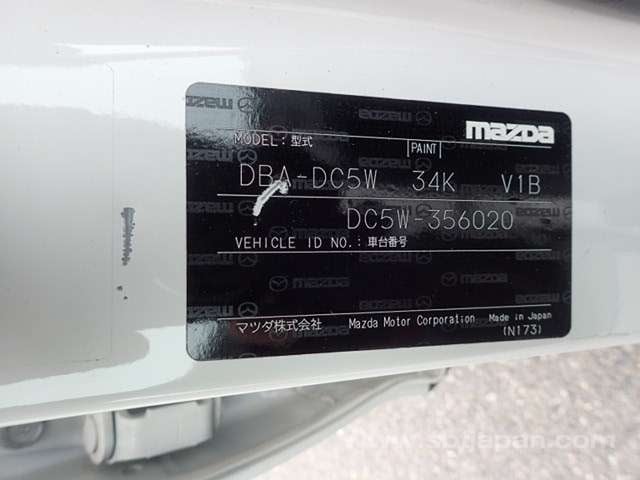 mazda
MODEL: 型式 PAINT
DBA-DC5W 34K V1B
DC5W-356020
VEHICLE ID NO.: 車台番号
マツダ株式会社 Mazda Motor Corporation Made in Japan
(N173)